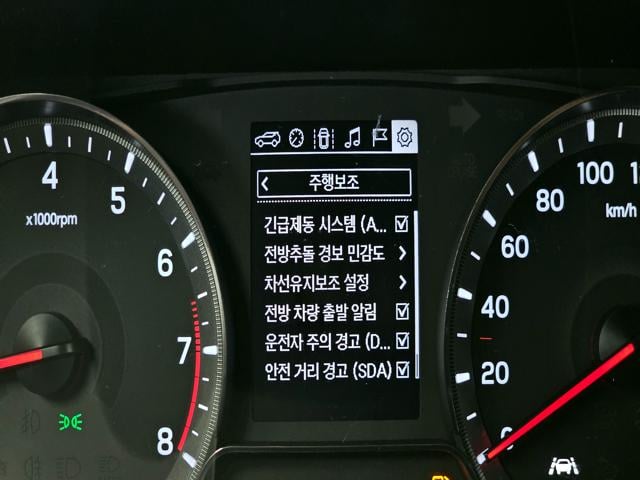 주행보조
긴급제동 시스템 (A...
전방추돌 경보 민감도
차선유지보조 설정
전방 차량 출발 알림
운전자 주의 경고 (D...
안전 거리 경고 (SDA)
4
5
6
7
8
x1000rpm
100
80
60
40
20
km/h